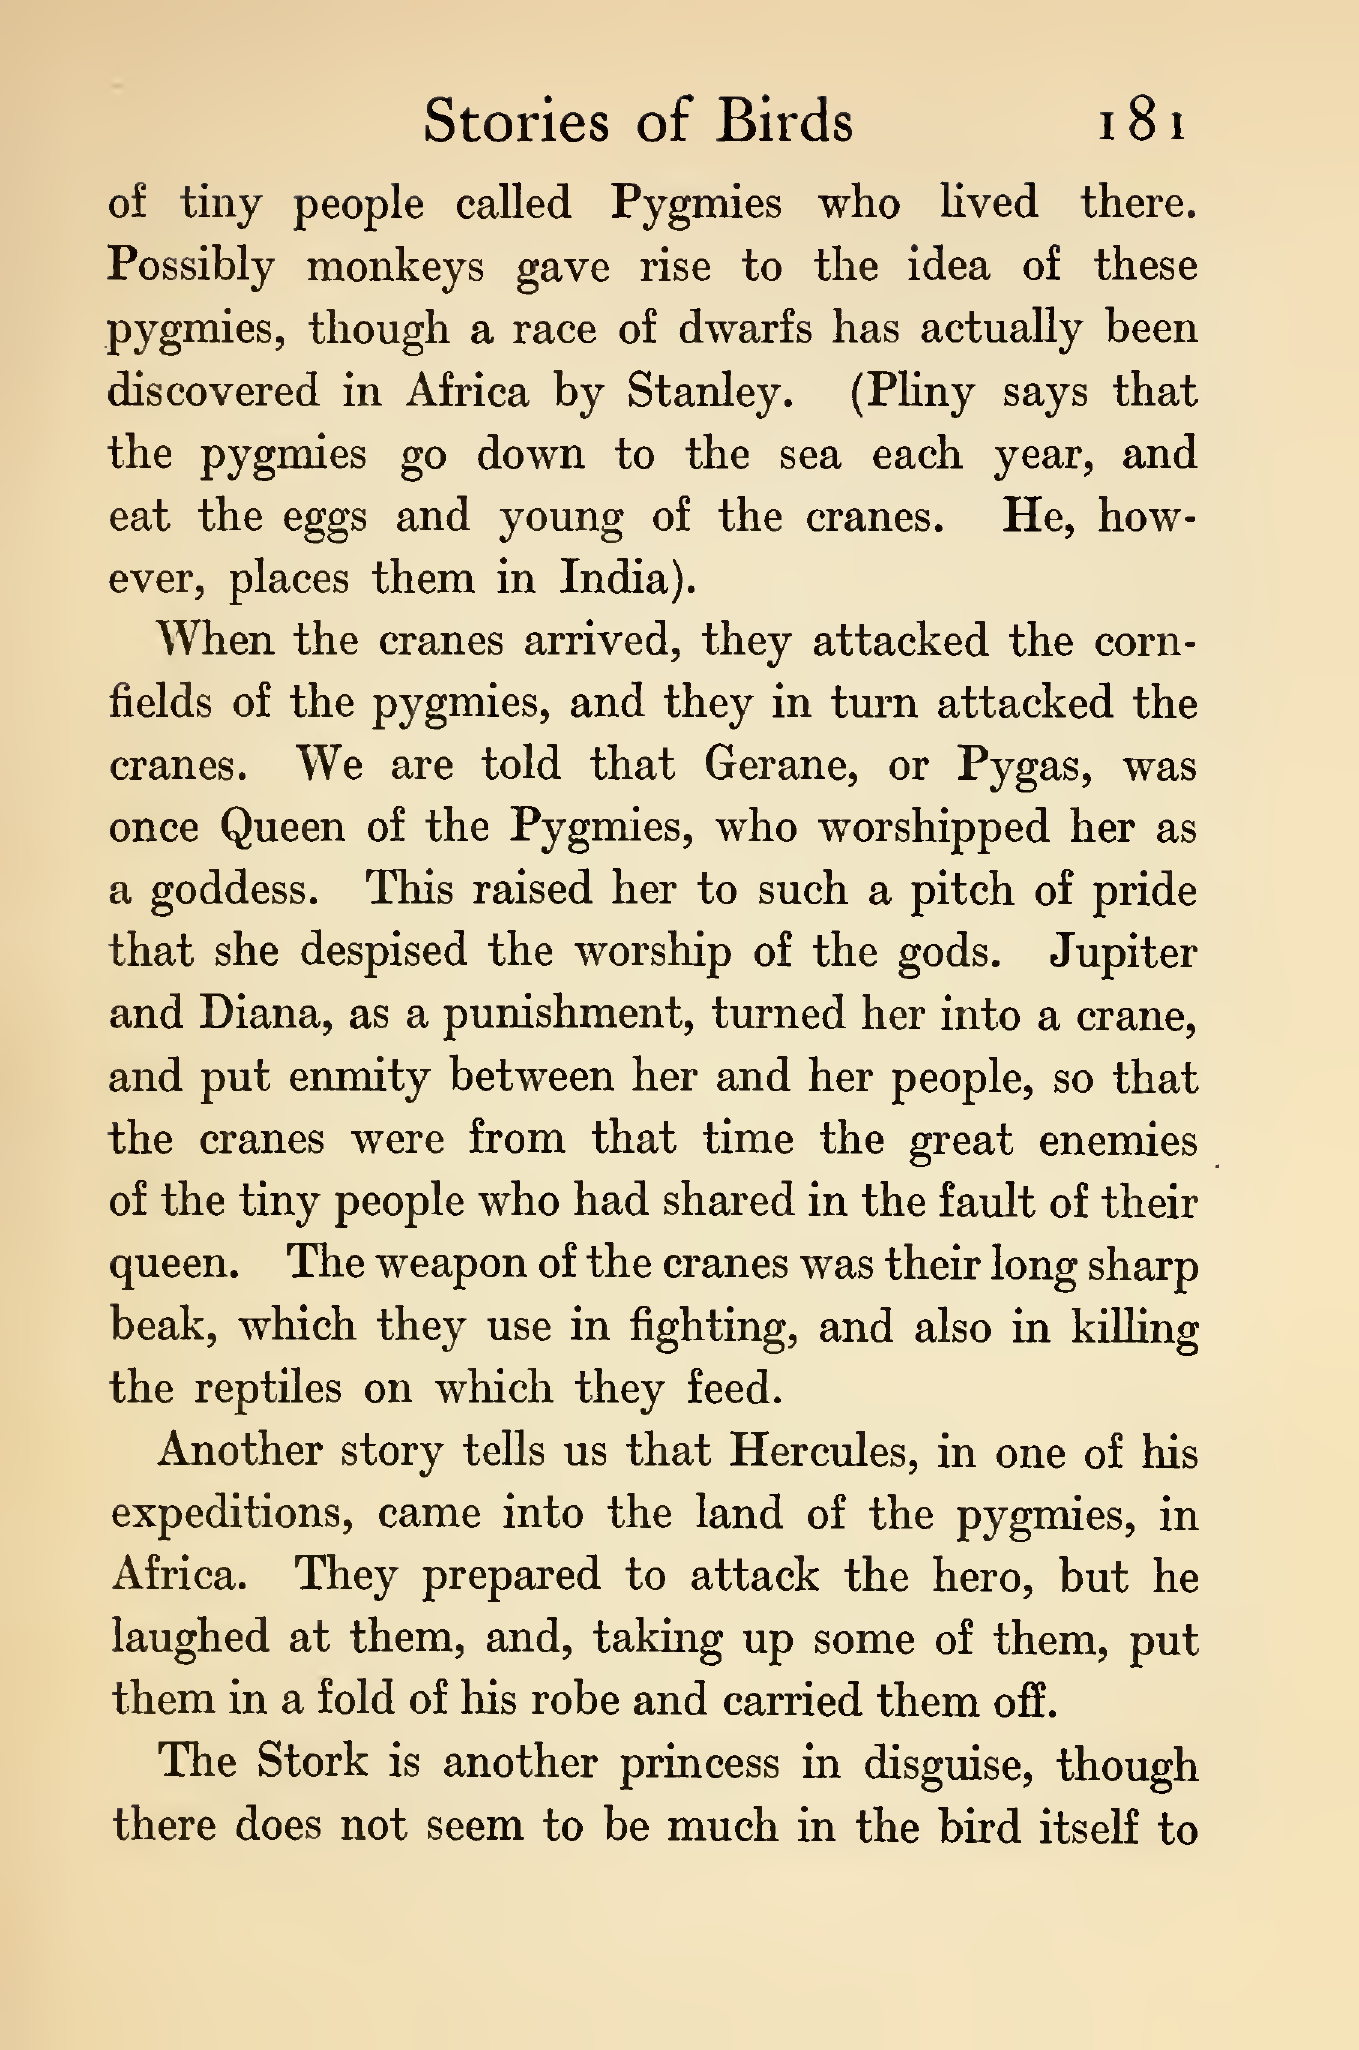 Stories of Birds 181
of tiny people called Pygmies who lived there.
Possibly monkeys gave rise to the idea of these
pygmies, though a race of dwarfs has actually been
discovered in Africa by Stanley. (Pliny says that
the pygmies go down to the sea each year, and
eat the eggs and young of the cranes. He, how-
ever, places them in India).
When the cranes arrived, they attacked the corn-
fields of the pygmies, and they in turn attacked the
cranes. We are told that Gerane, or Pygas, was
once Queen of the Pygmies, who worshipped her as
a goddess. This raised her to such a pitch of pride
that she despised the worship of the gods. Jupiter
and Diana, as a punishment, turned her into a crane,
and put enmity between her and her people, so that
the cranes were from that time the great enemies
of the tiny people who had shared in the fault of their
queen. The weapon of the cranes was their long sharp
beak, which they use in fighting, and also in killing
the reptiles on which they feed.
Another story tells us that Hercules, in one of his
expeditions, came into the land of the pygmies, in
Africa. They prepared to attack the hero, but he
laughed at them, and, taking up some of them, put
them in a fold of his robe and carried them off.
The Stork is another princess in disguise, though
there does not seem to be much in the bird itself to